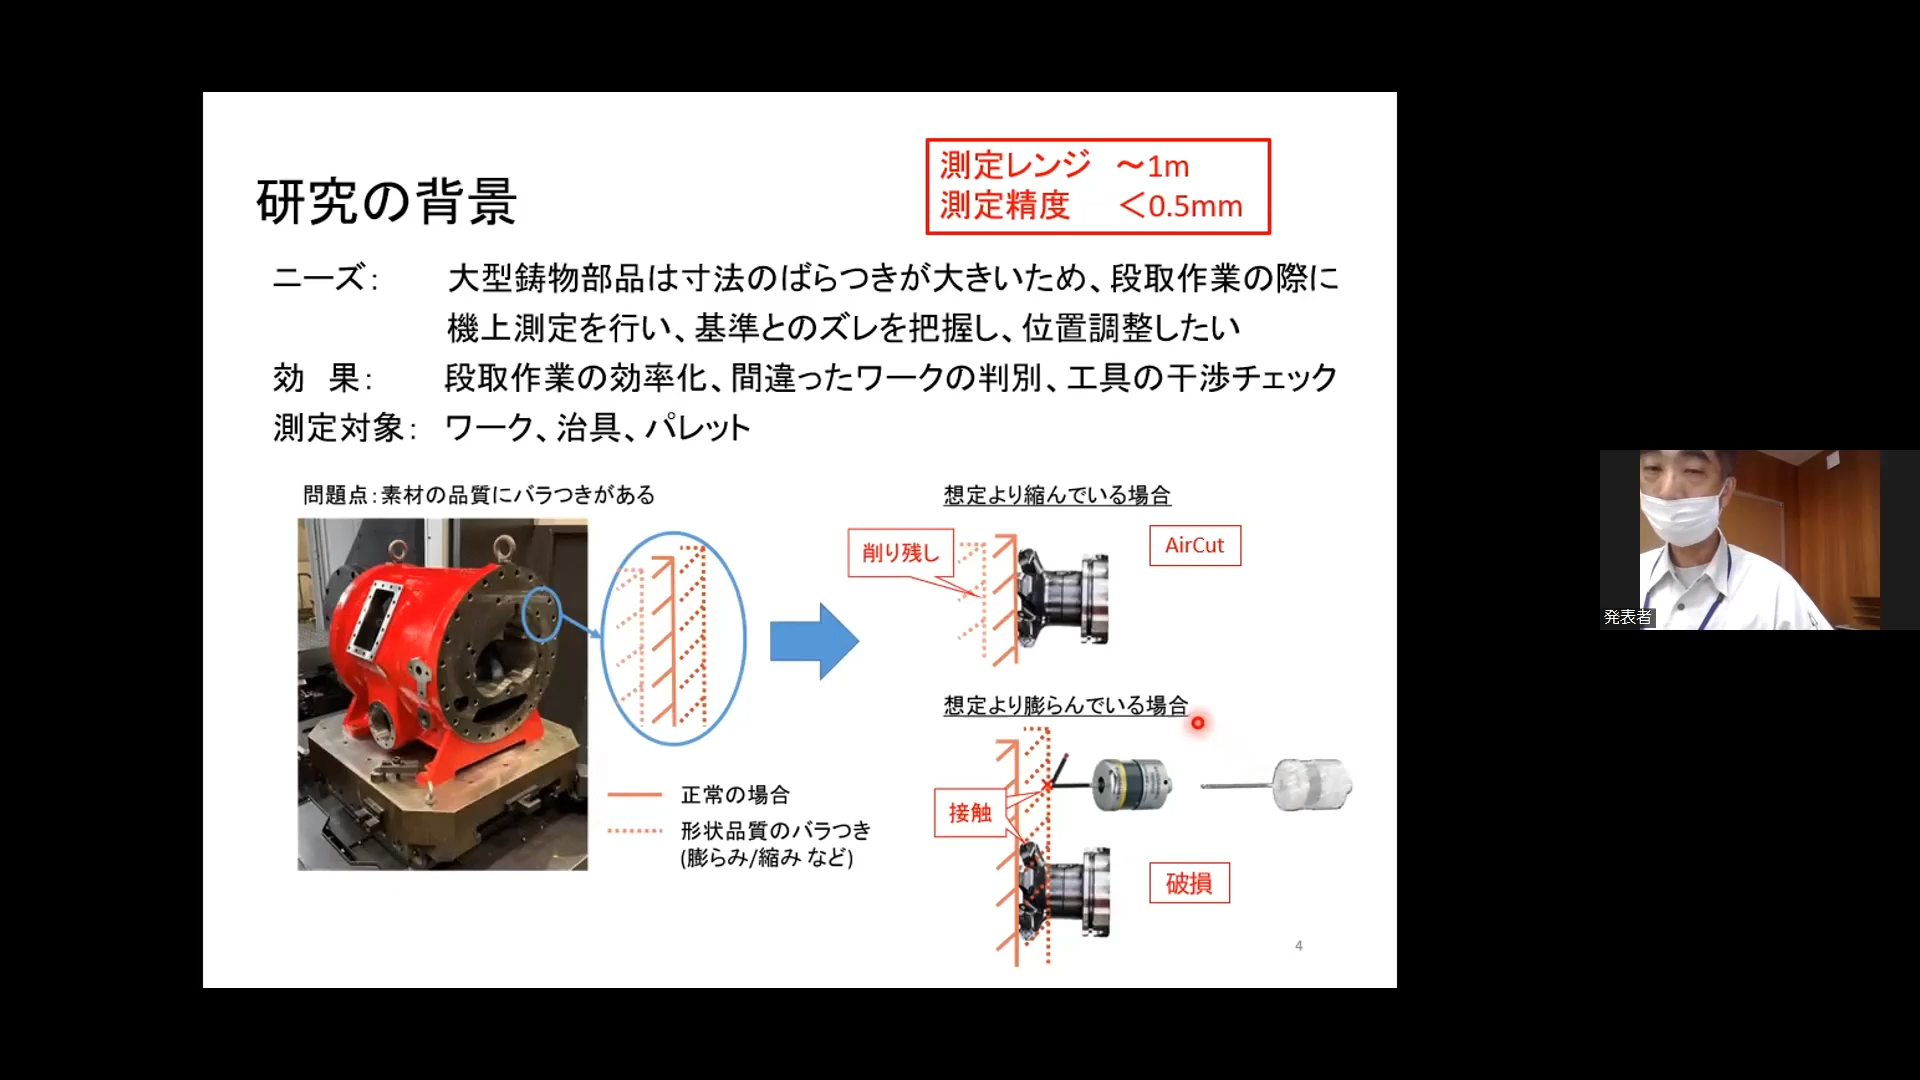 測定レンジ ～1m
測定精度 ＜0.5mm
研究の背景
ニーズ： 大型鋳物部品は寸法のばらつきが大きいため、段取作業の際に
機上測定を行い、基準とのズレを把握し、位置調整したい
効 果： 段取作業の効率化、間違ったワークの判別、工具の干渉チェック
測定対象： ワーク、治具、パレット
問題点：素材の品質にバラつきがある
正常の場合
形状品質のバラつき
(膨らみ/縮み など)
想定より縮んでいる場合
削り残し
AirCut
想定より膨らんでいる場合
接触
破損
4
発表者